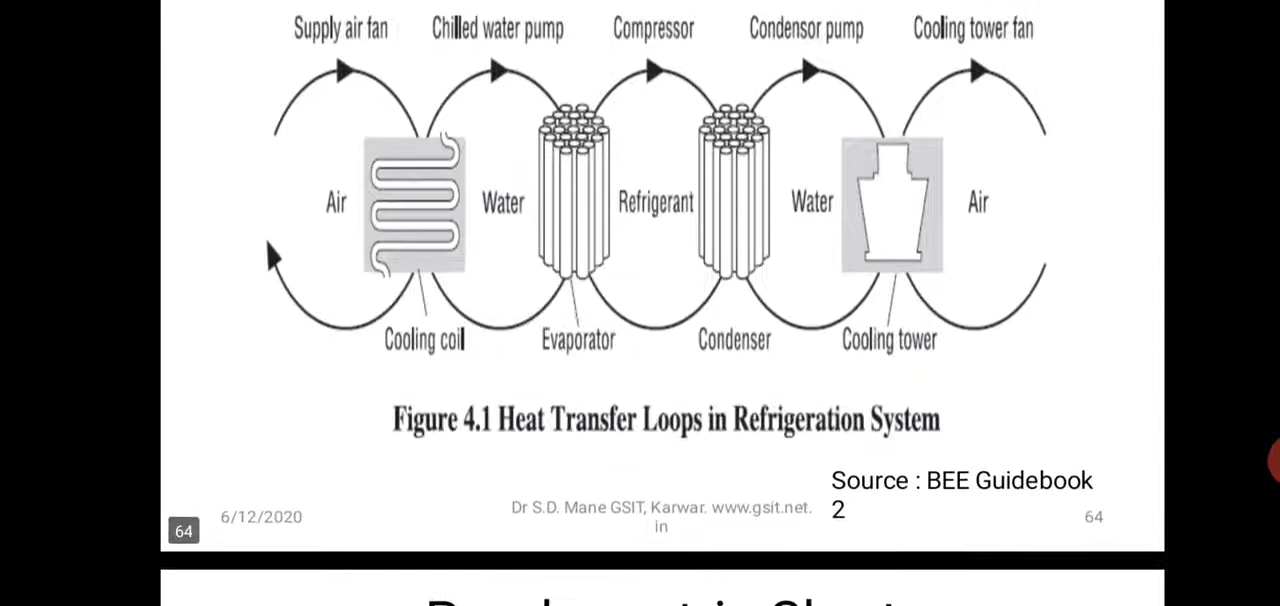 Supply air fan Chilled water pump Compressor Condensor pump Cooling tower fan
Air Water Refrigerant Water Air
Cooling coil Evaporator Condenser Cooling tower
Figure 4.1 Heat Transfer Loops in Refrigeration System
Source : BEE Guidebook
2
6/12/2020
Dr S.D. Mane GSIT, Karwar. www.gsit.net.
in
64
64